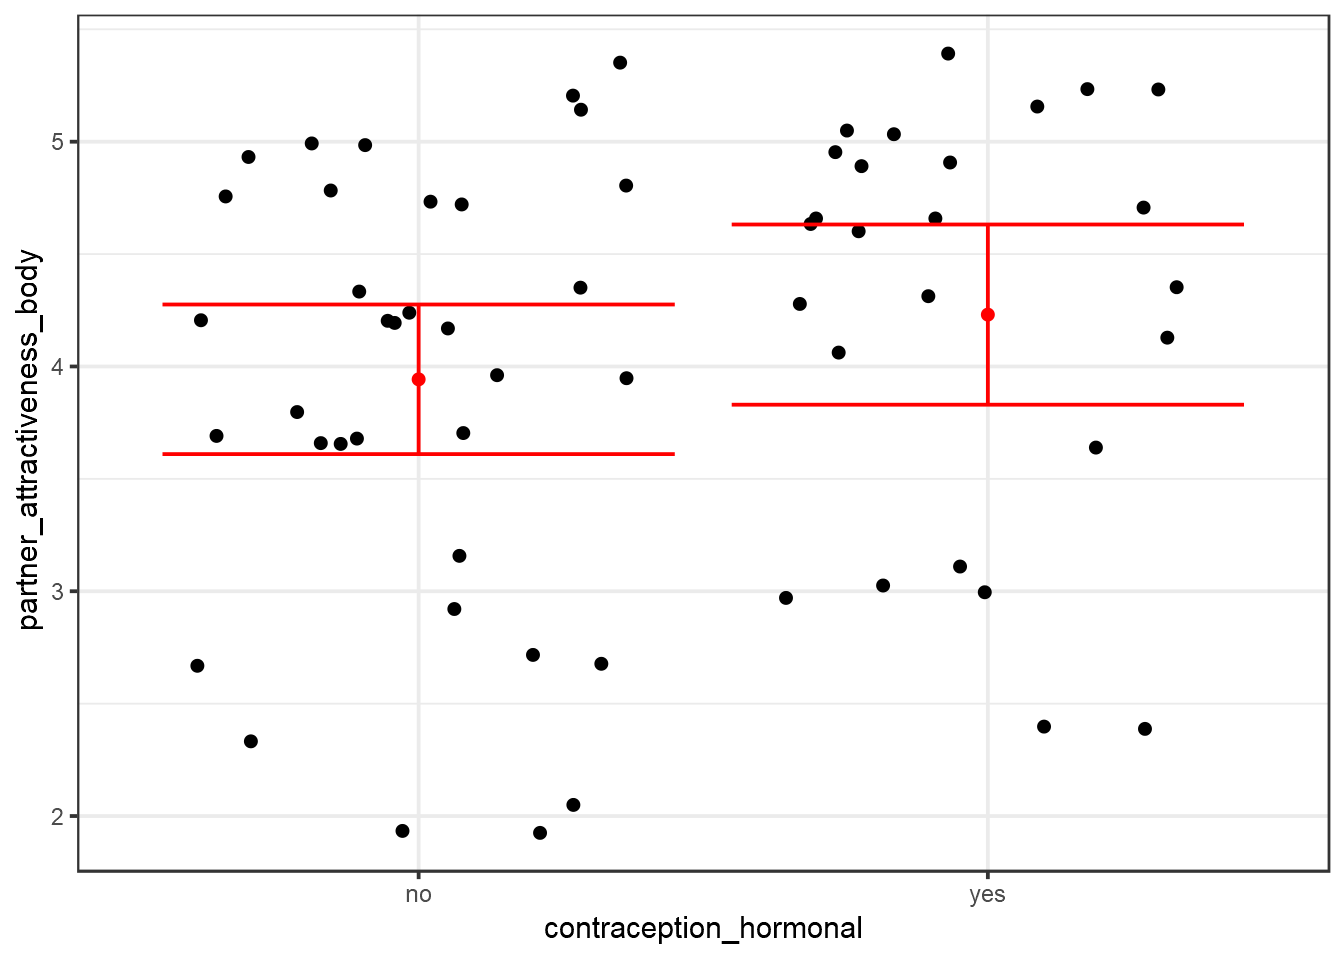 partner_attractiveness_body
5
4
3
2
no yes
contraception_hormonal